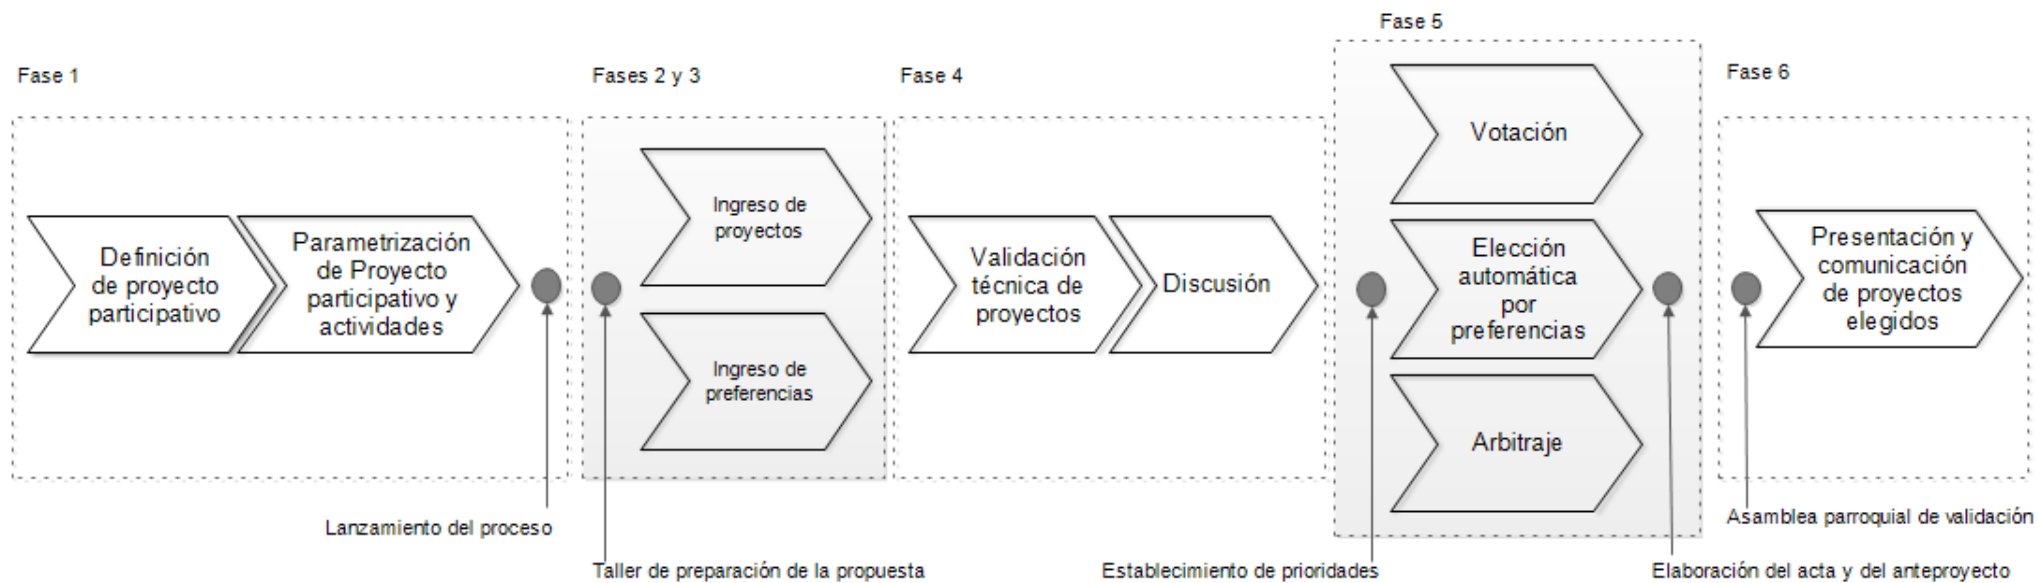 Fase 1
Definición
de proyecto
participativo
Parametrización
de Proyecto
participativo y
actividades
Lanzamiento del proceso
Fases 2 y 3
Ingreso de
proyectos
Ingreso de
preferencias
Taller de preparación de la propuesta
Fase 4
Validación
técnica de
proyectos
Discusión
Fase 5
Votación
Elección
automática
por
preferencias
Arbitraje
Establecimiento de prioridades
Elaboración del acta y del anteproyecto
Fase 6
Presentación y
comunicación
de proyectos
elegidos
Asamblea parroquial de validación